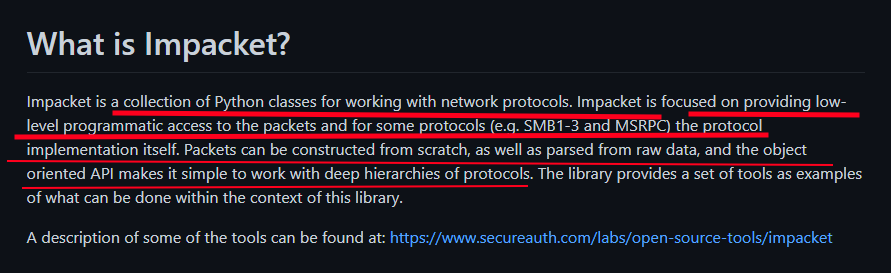 What is Impacket?
Impacket is a collection of Python classes for working with network protocols. Impacket is focused on providing low-
level programmatic access to the packets and for some protocols (e.g. SMB1-3 and MSRPC) the protocol
implementation itself. Packets can be constructed from scratch, as well as parsed from raw data, and the object
oriented API makes it simple to work with deep hierarchies of protocols. The library provides a set of tools as examples
of what can be done within the context of this library.
A description of some of the tools can be found at: https://www.secureauth.com/labs/open-source-tools/impacket